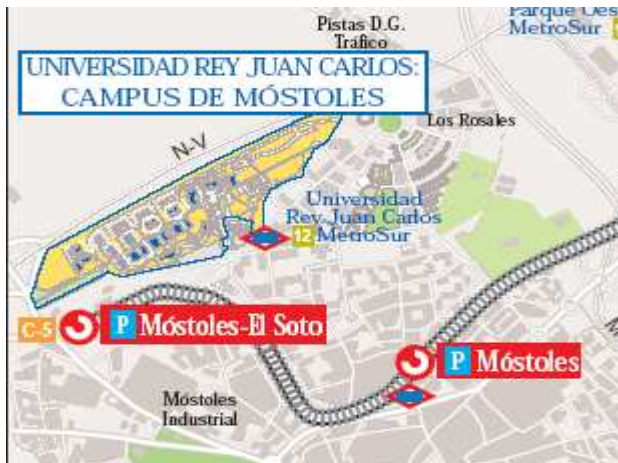 Pistas D.G.
Tráfico
Parque Oes
MetroSur
UNIVERSIDAD REY JUAN CARLOS:
CAMPUS DE MÓSTOLES
N-V
Los Rosales
Universidad
Rey Juan Carlos
12 MetroSur
C-5
P Móstoles-El Soto
P Móstoles
Móstoles
Industrial